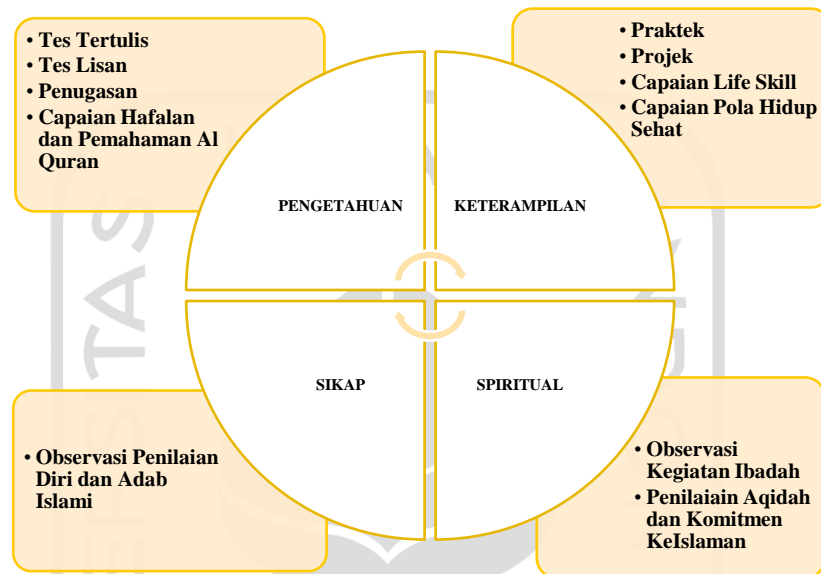 • Tes Tertulis
• Tes Lisan
• Penugasan
• Capaian Hafalan
dan Pemahaman Al
Quran
• Praktek
• Projek
• Capaian Life Skill
• Capaian Pola Hidup
Sehat
PENGETAHUAN
KETERAMPILAN
SIKAP
SPIRITUAL
• Observasi Penilaian
Diri dan Adab
Islami
• Observasi
Kegiatan Ibadah
• Penilaiain Aqidah
dan Komitmen
KeIslaman